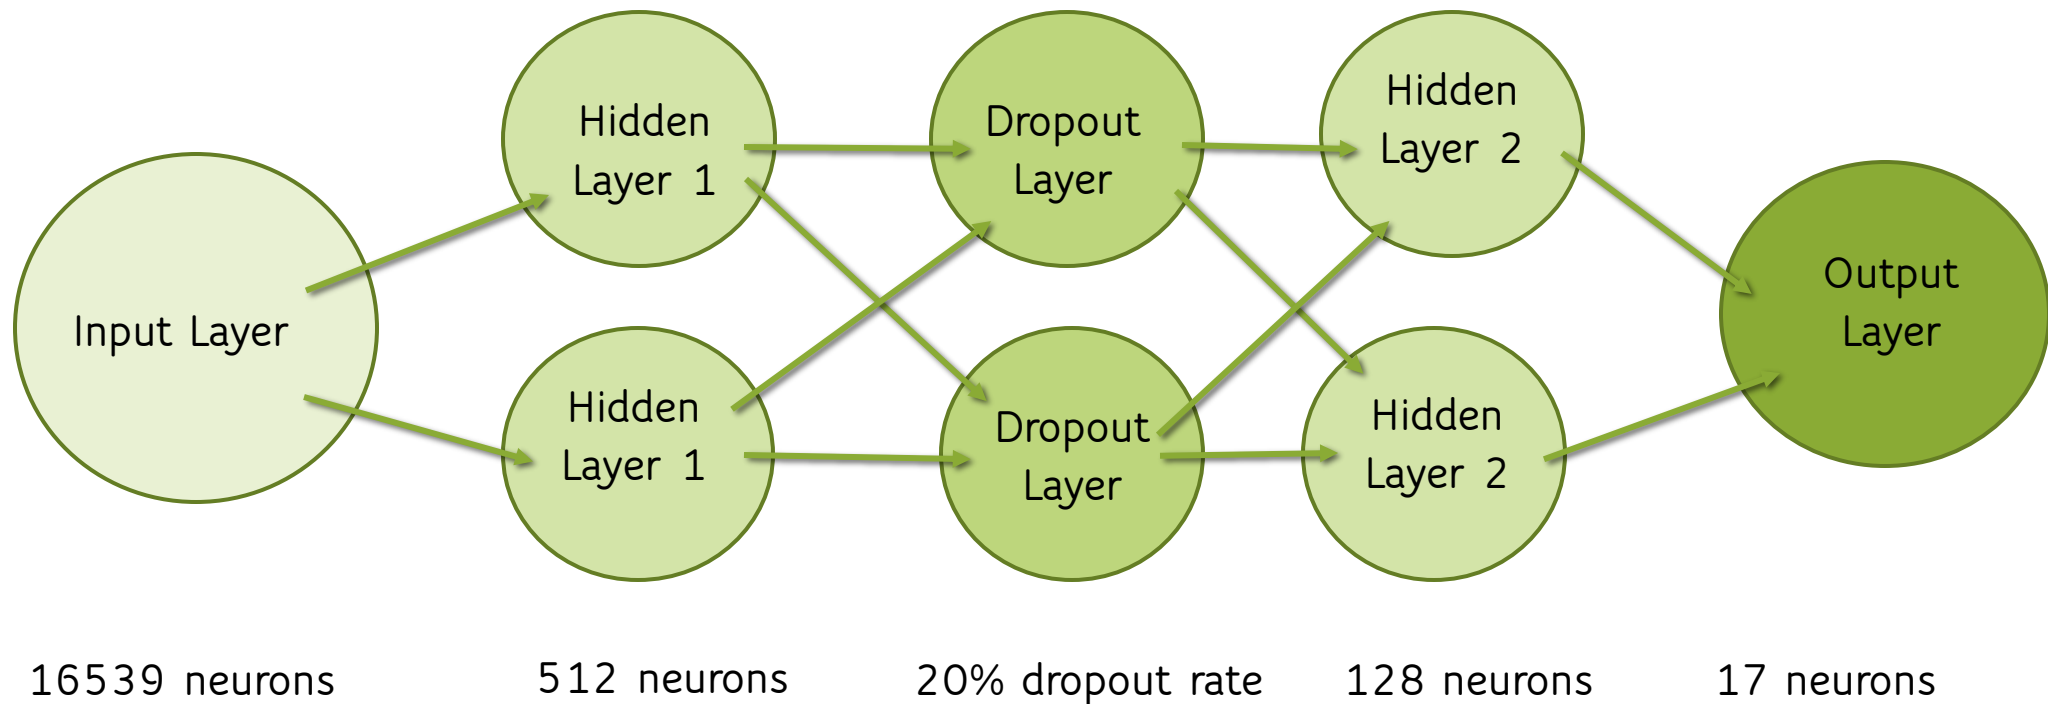 Input Layer
Hidden
Layer 1
Hidden
Layer 1
Dropout
Layer
Dropout
Layer
Hidden
Layer 2
Hidden
Layer 2
Output
Layer
16539 neurons
512 neurons
20% dropout rate
128 neurons
17 neurons